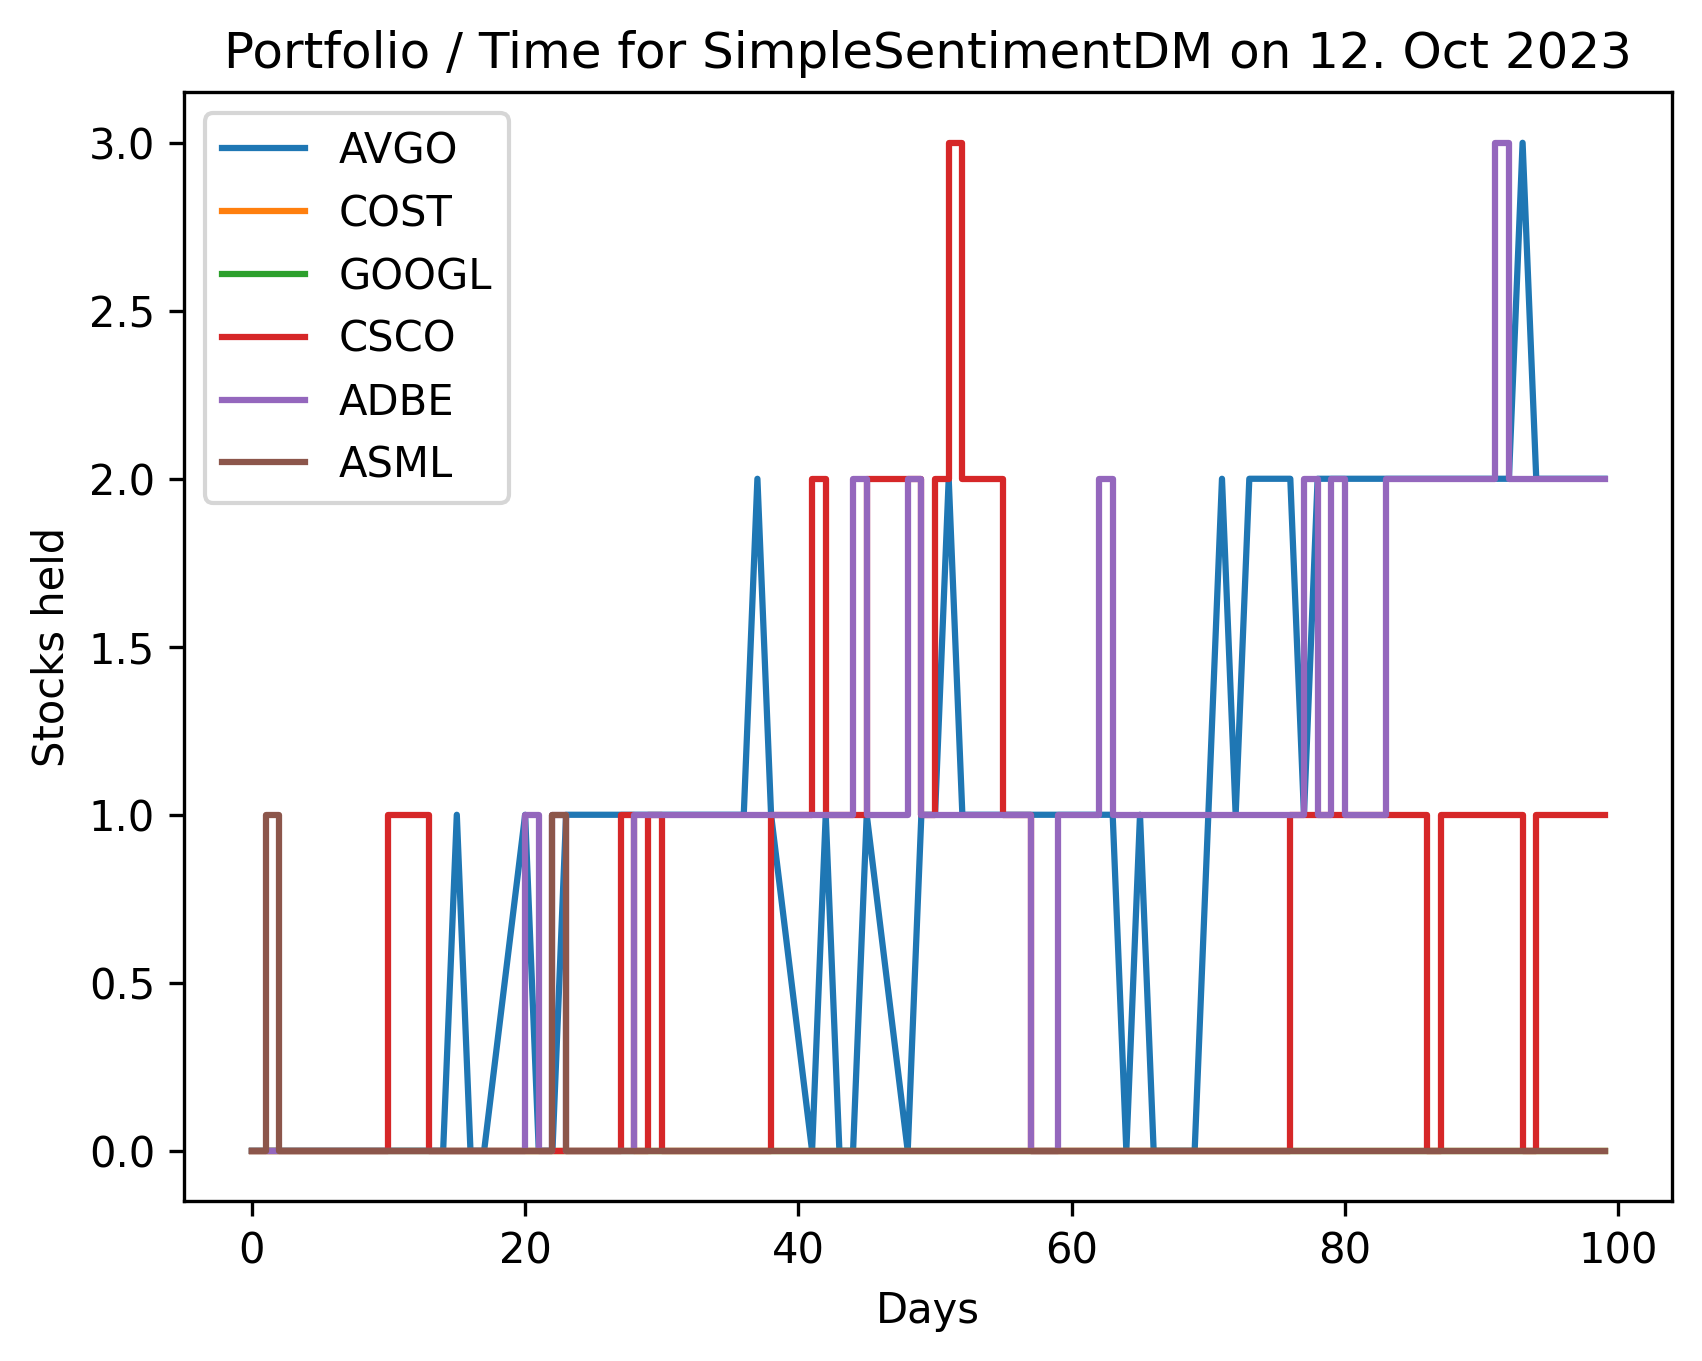 Portfolio / Time for SimpleSentimentDM on 12. Oct 2023
AVGO
COST
GOOGL
CSCO
ADBE
ASML
3.0
2.5
2.0
1.5
1.0
0.5
0.0
Stocks held
0 20 40 60 80 100
Days